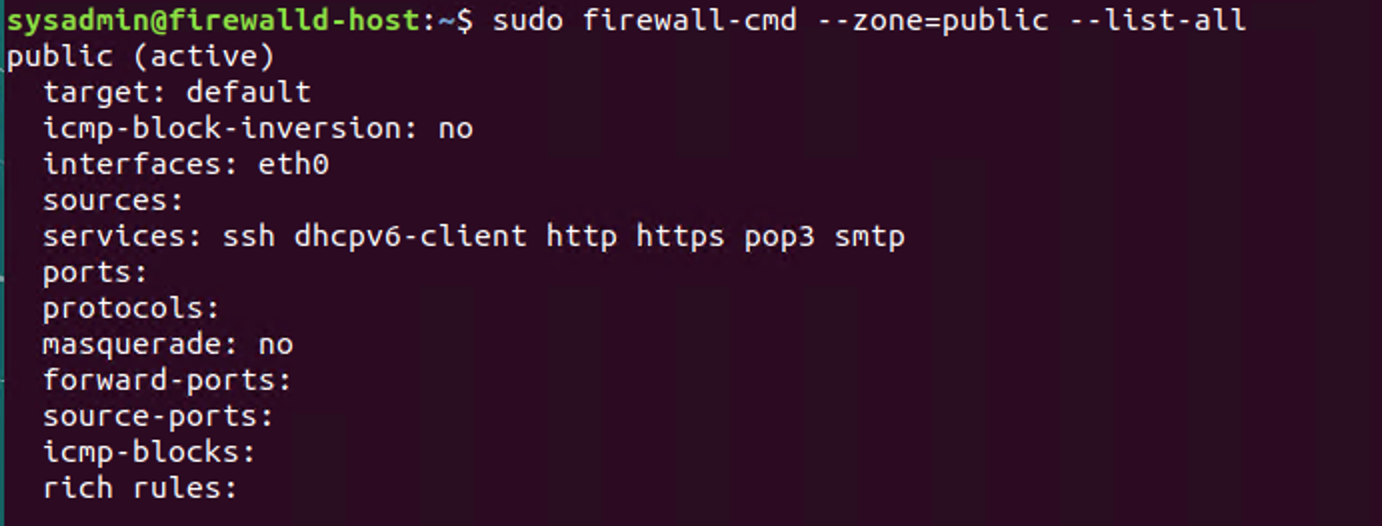 sysadmin@firewalld-host:~$ sudo firewall-cmd --zone=public --list-all
public (active)
  target: default
  icmp-block-inversion: no
  interfaces: eth0
  sources:
  services: ssh dhcpv6-client http https pop3 smtp
  ports:
  protocols:
  masquerade: no
  forward-ports:
  source-ports:
  icmp-blocks:
  rich rules: